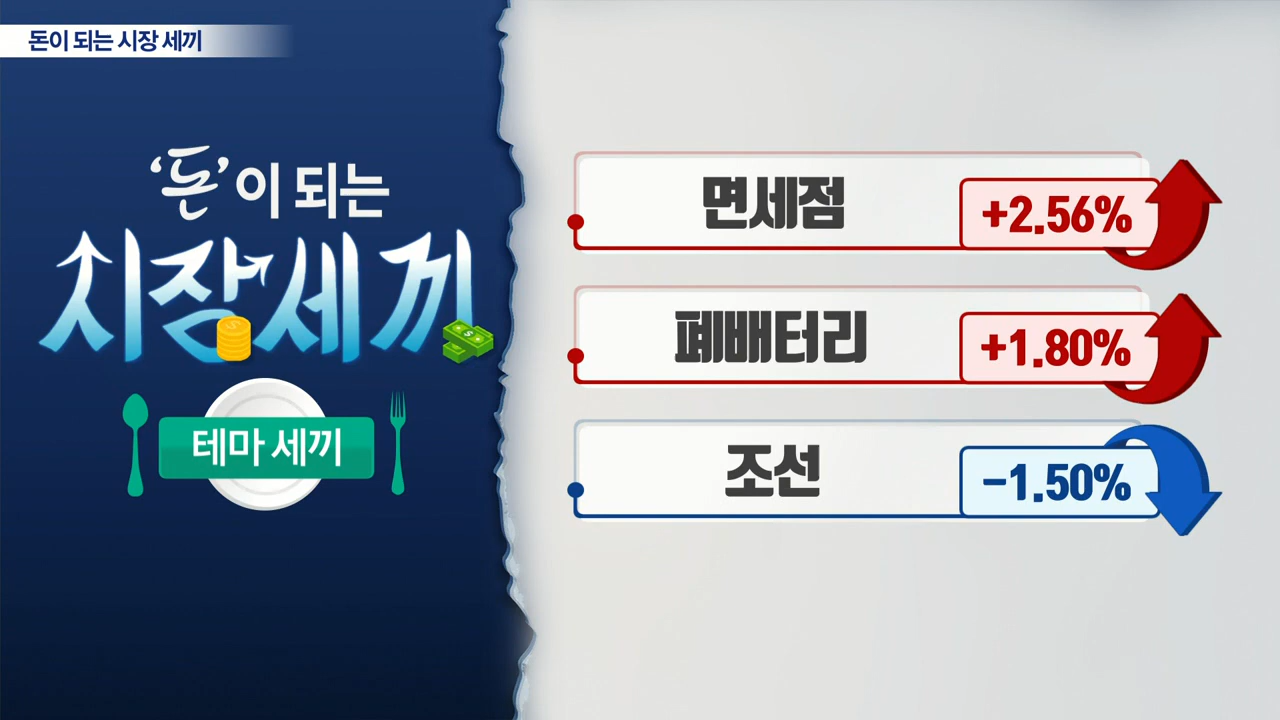 돈이 되는 시장 세끼
‘돈’이 되는
시장세끼
테마 세끼
면세점
+2.56%
폐배터리
+1.80%
조선
-1.50%